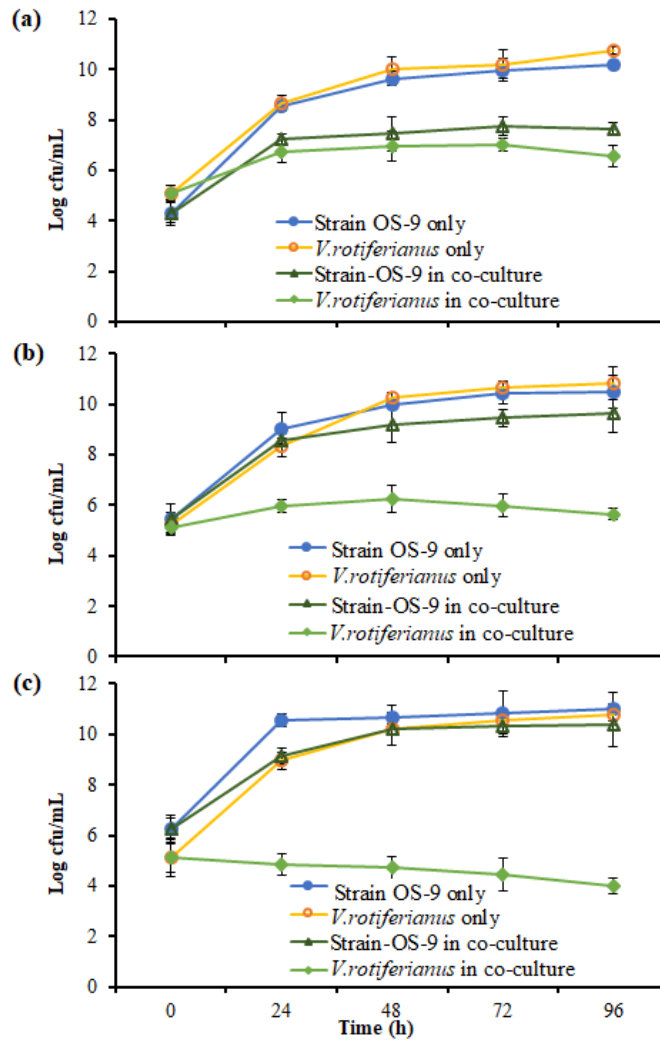 (a)
12
10
8
6
4
2
0
Log cfu/mL
Strain OS-9 only
V.rotiferianus only
Strain-OS-9 in co-culture
V.rotiferianus in co-culture
(b)
12
10
8
6
4
2
0
Log cfu/mL
Strain OS-9 only
V.rotiferianus only
Strain-OS-9 in co-culture
V.rotiferianus in co-culture
(c)
12
10
8
6
4
2
0
Log cfu/mL
Strain OS-9 only
V.rotiferianus only
Strain-OS-9 in co-culture
V.rotiferianus in co-culture
0 24 48 72 96
Time (h)